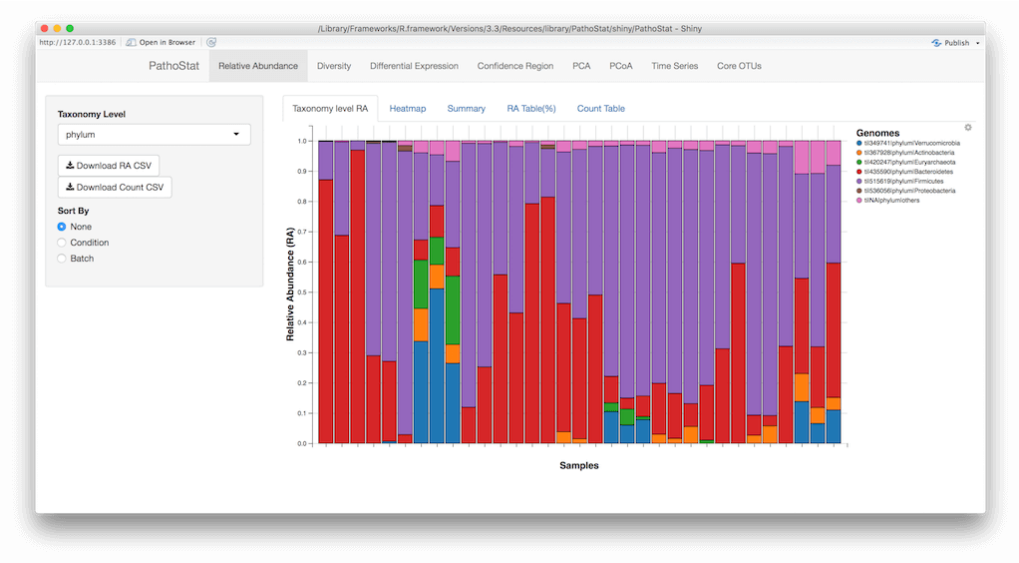 /Library/Frameworks/R.framework/Versions/3.3/Resources/library/PathoStat/shiny/PathoStat - Shiny
http://127.0.0.1:3386 Open in Browser Publish
PathoStat Relative Abundance Diversity Differential Expression Confidence Region PCA PCoA Time Series Core OTUs
Taxonomy Level
phylum
Download RA CSV
Download Count CSV
Sort By
None
Condition
Batch
Taxonomy level RA Heatmap Summary RA Table(%) Count Table
1.0
0.9
0.8
0.7
0.6
0.5
0.4
0.3
0.2
0.1
0.0
Relative Abundance (RA)
Samples
Genomes
ti|349741|phylum|Verrucomicrobia
ti|367928|phylum|Actinobacteria
ti|420247|phylum|Euryarchaeota
ti|435590|phylum|Bacteroidetes
ti|515619|phylum|Firmicutes
ti|536056|phylum|Proteobacteria
ti|NA|phylum|others